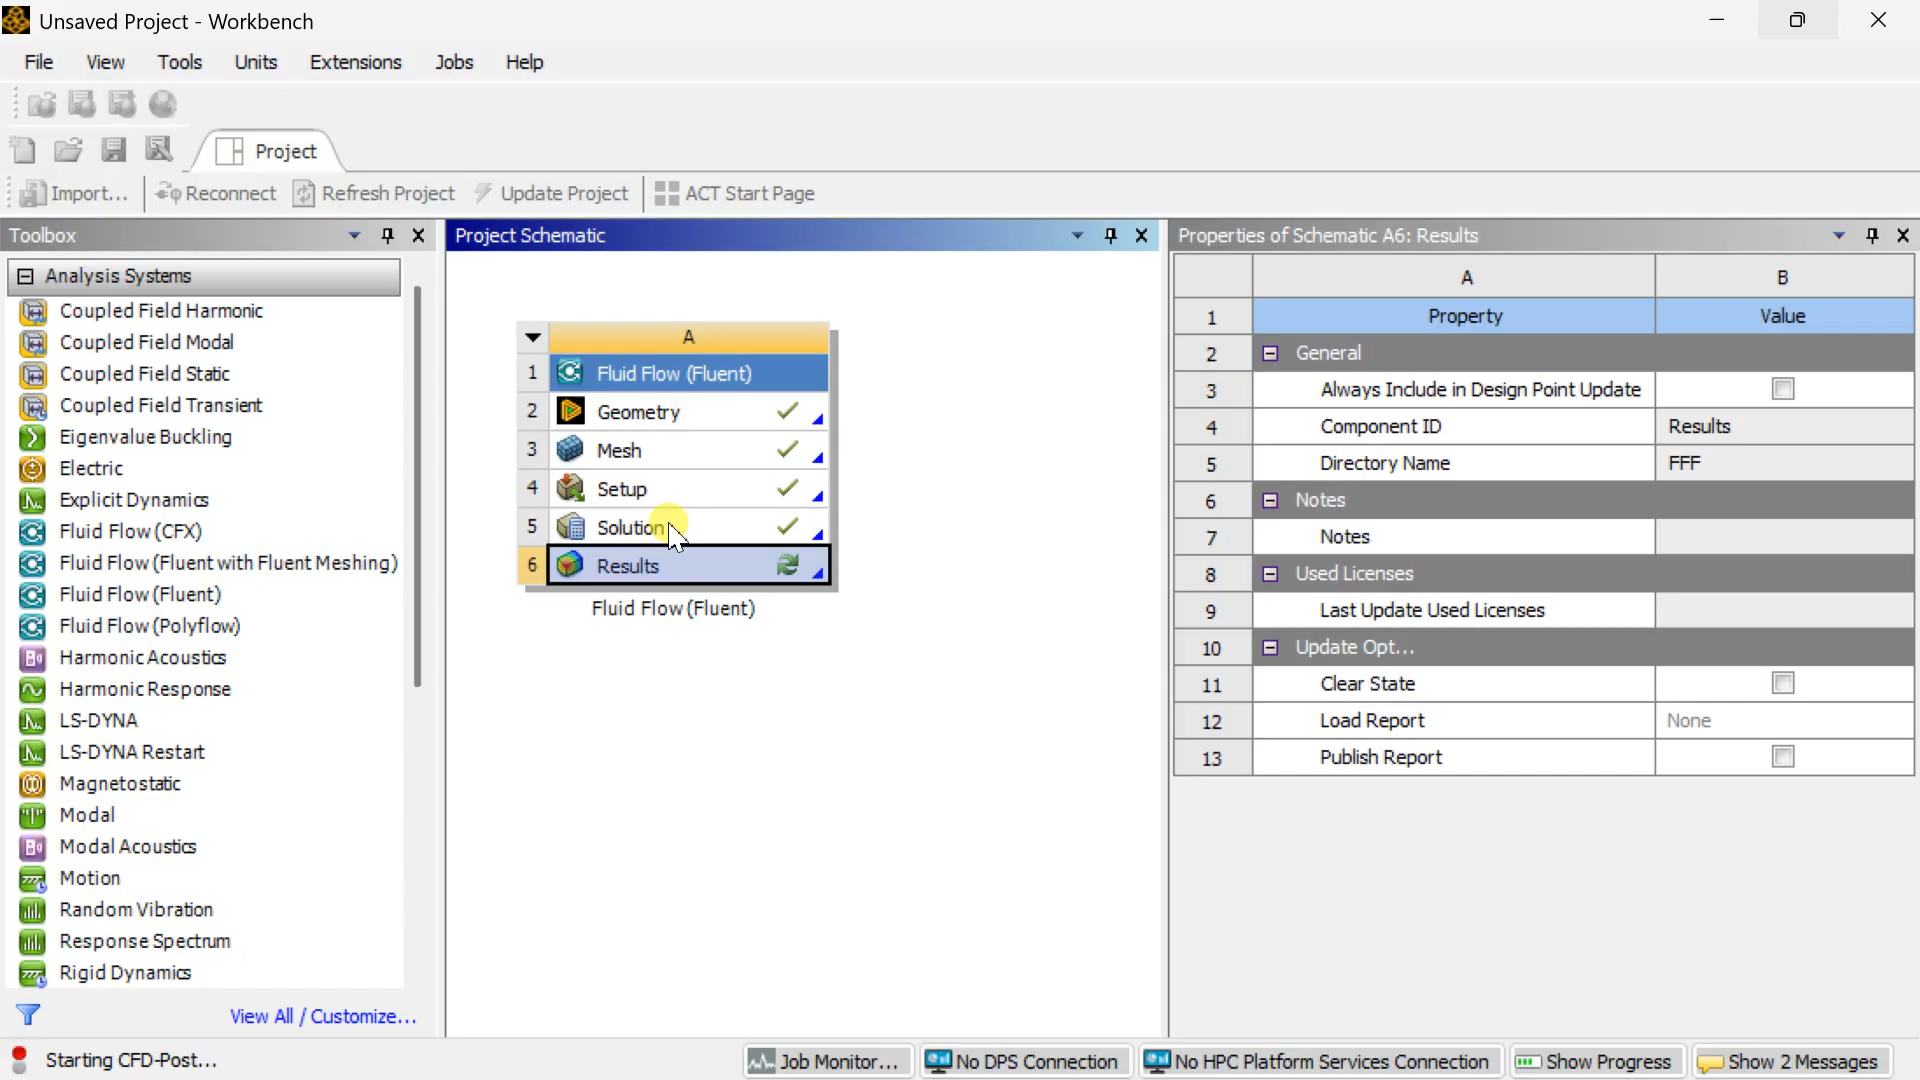 Unsaved Project - Workbench
File View Tools Units Extensions Jobs Help
Project
Import... Reconnect Refresh Project Update Project ACT Start Page
Toolbox
Analysis Systems
Coupled Field Harmonic
Coupled Field Modal
Coupled Field Static
Coupled Field Transient
Eigenvalue Buckling
Electric
Explicit Dynamics
Fluid Flow (CFX)
Fluid Flow (Fluent with Fluent Meshing)
Fluid Flow (Fluent)
Fluid Flow (Polyflow)
Harmonic Acoustics
Harmonic Response
LS-DYNA
LS-DYNA Restart
Magnetostatic
Modal
Modal Acoustics
Motion
Random Vibration
Response Spectrum
Rigid Dynamics
View All / Customize...
Project Schematic
A
1 Fluid Flow (Fluent)
2 Geometry
3 Mesh
4 Setup
5 Solution
6 Results
Fluid Flow (Fluent)
Properties of Schematic A6: Results
A B
1 Property Value
2 General
3 Always Include in Design Point Update
4 Component ID Results
5 Directory Name FFF
6 Notes
7 Notes
8 Used Licenses
9 Last Update Used Licenses
10 Update Opt...
11 Clear State
12 Load Report None
13 Publish Report
Starting CFD-Post... Job Monitor... No DPS Connection No HPC Platform Services Connection Show Progress Show 2 Messages